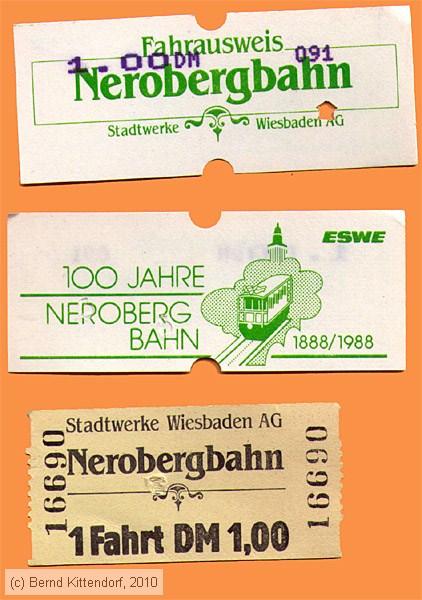 Fahrausweis
1.00DM 091
Nerobergbahn
Stadtwerke Wiesbaden AG
ESWE
100 JAHRE
NEROBERG
BAHN
1888/1988
Stadtwerke Wiesbaden AG
16690
Nerobergbahn
16690
1 Fahrt DM 1,00
(c) Bernd Kittendorf, 2010